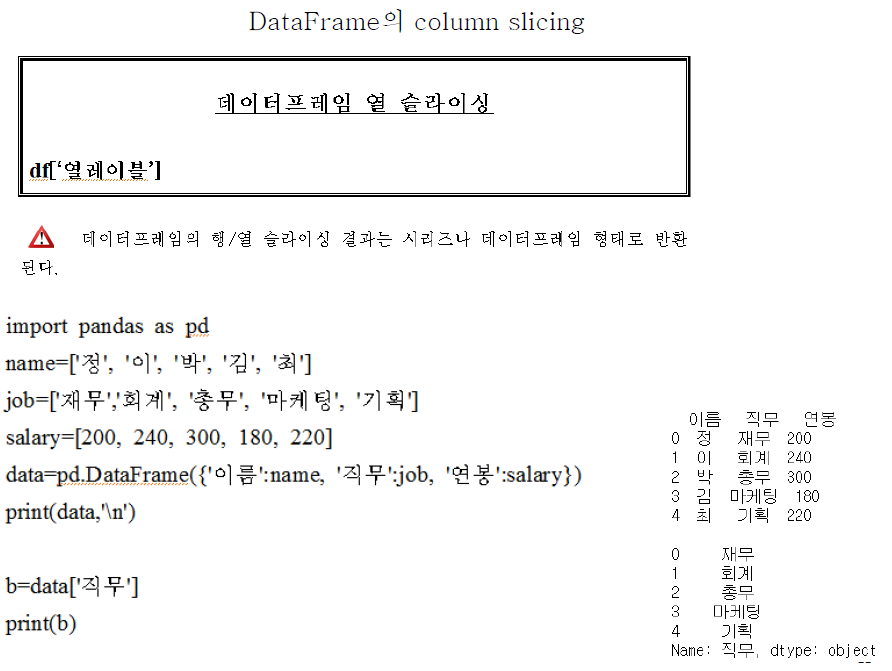 DataFrame의 column slicing
데이터프레임 열 슬라이싱
df[‘열레이블’]
데이터프레임의 행/열 슬라이싱 결과는 시리즈나 데이터프레임 형태로 반환
된다.
import pandas as pd
name=['정', '이', '박', '김', '최']
job=['재무','회계', '총무', '마케팅', '기획']
salary=[200, 240, 300, 180, 220]
data=pd.DataFrame({'이름':name, '직무':job, '연봉':salary})
print(data,'\n')
b=data['직무']
print(b)
이름 직무 연봉
0 정 재무 200
1 이 회계 240
2 박 총무 300
3 김 마케팅 180
4 최 기획 220
0 재무
1 회계
2 총무
3 마케팅
4 기획
Name: 직무, dtype: object